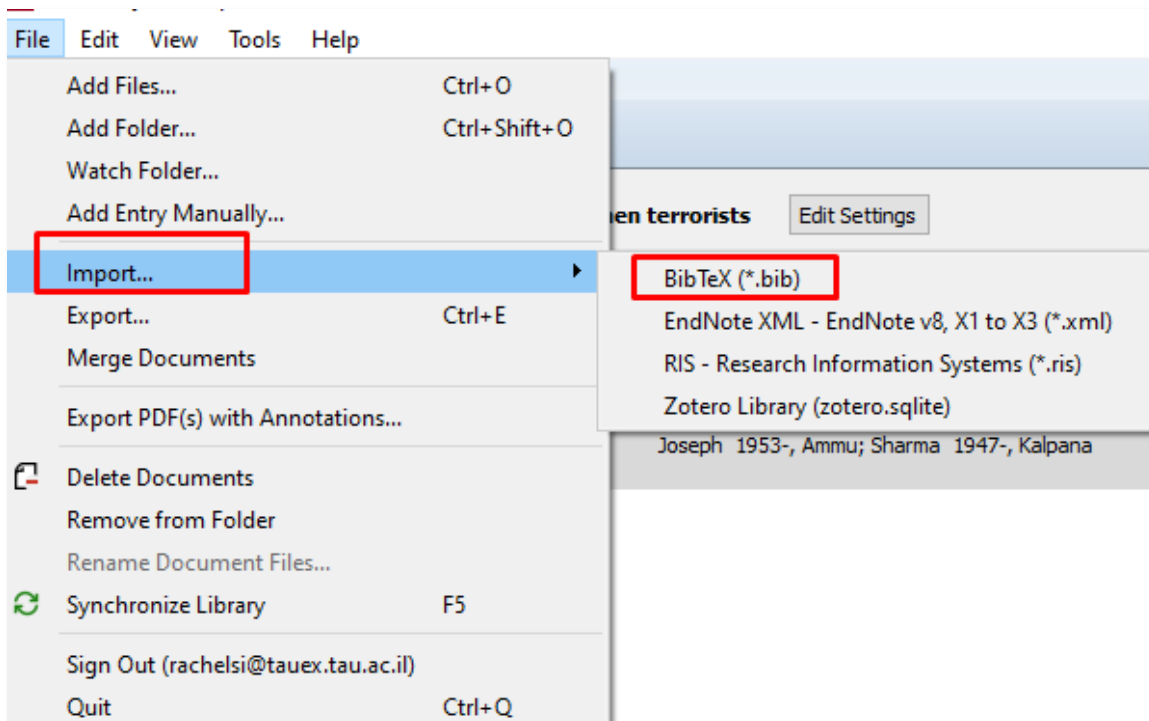 File Edit View Tools Help
Add Files... Ctrl+O
Add Folder... Ctrl+Shift+O
Watch Folder...
Add Entry Manually...
terrorists Edit Settings
Import...
BibTeX (*.bib)
Export... Ctrl+E
EndNote XML - EndNote v8, X1 to X3 (*.xml)
Merge Documents
RIS - Research Information Systems (*.ris)
Zotero Library (zotero.sqlite)
Export PDF(s) with Annotations...
Joseph 1953-, Ammu; Sharma 1947-, Kalpana
Delete Documents
Remove from Folder
Rename Document Files...
Synchronize Library F5
Sign Out (rachelsi@tauex.tau.ac.il)
Quit Ctrl+Q